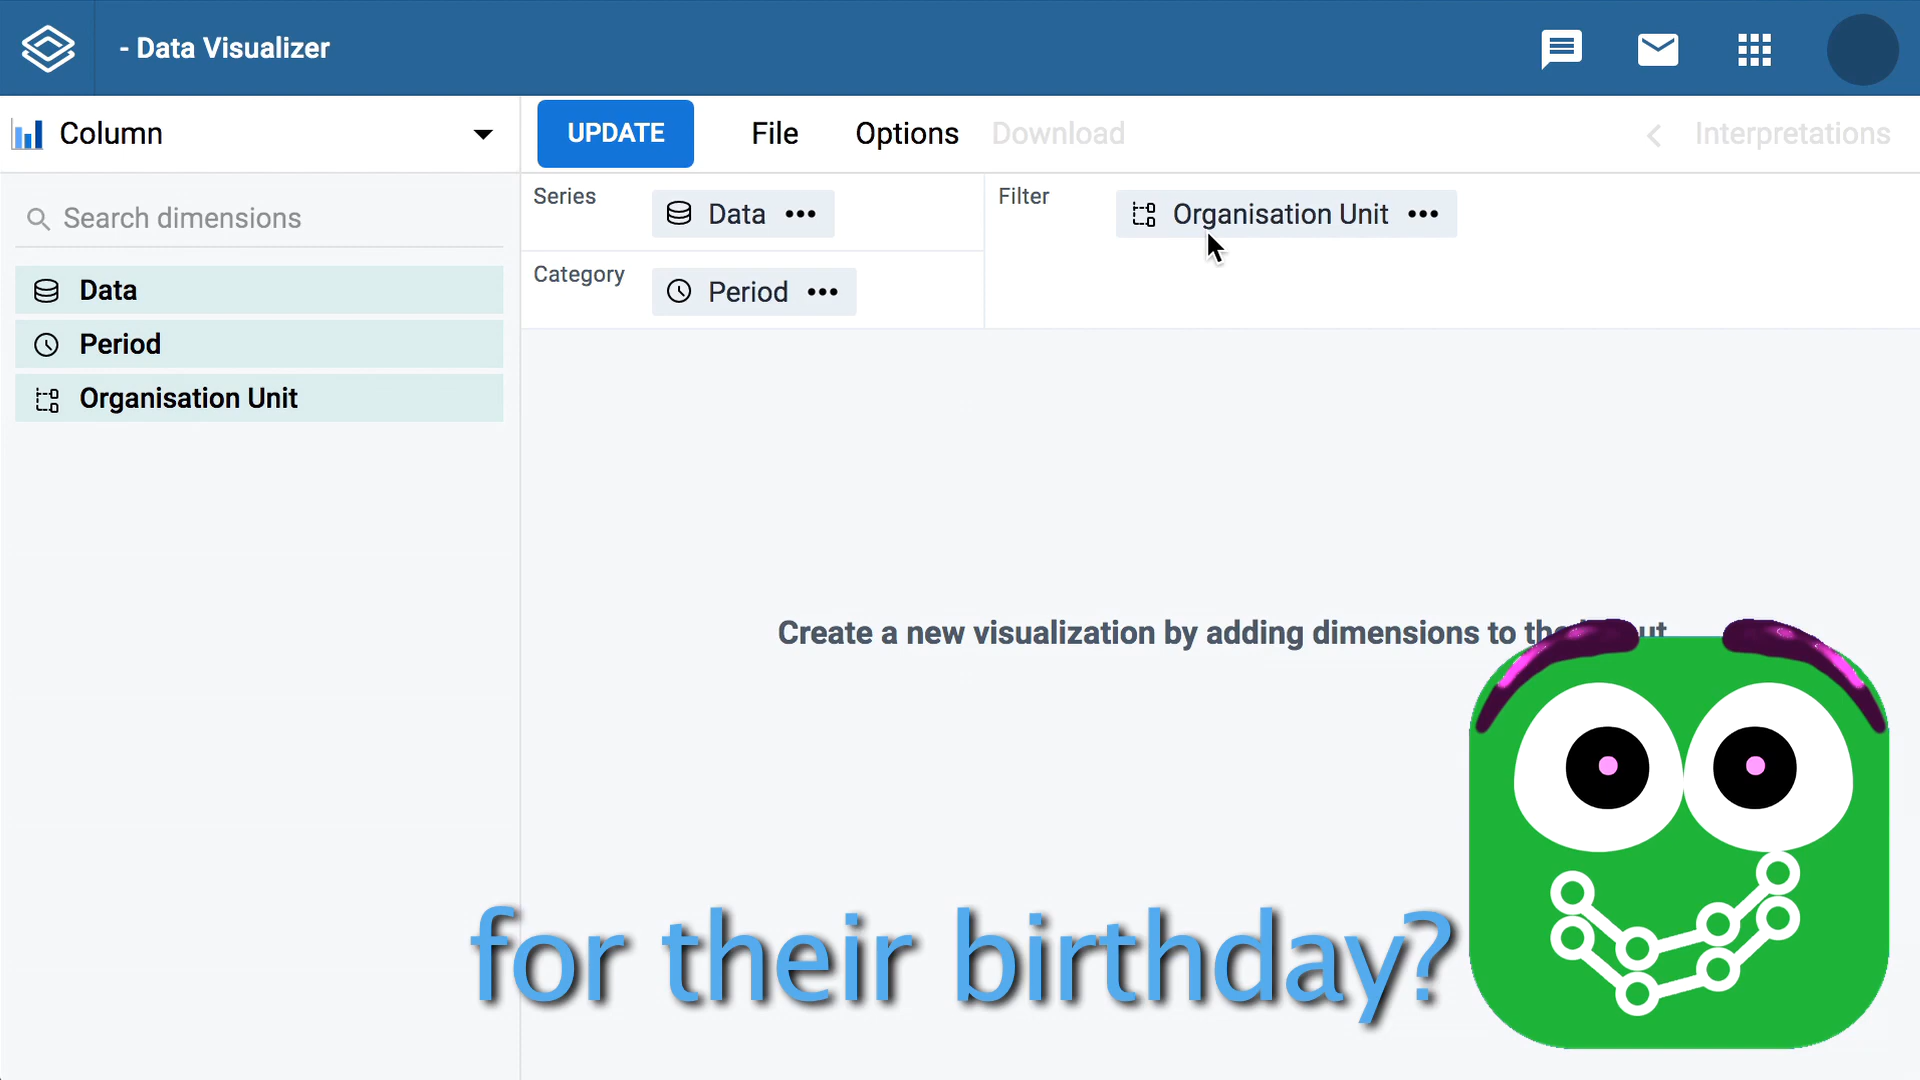 - Data Visualizer
Column
UPDATE
File
Options
Download
Interpretations
Search dimensions
Data
Period
Organisation Unit
Series
Data
Category
Period
Filter
Organisation Unit
Create a new visualization by adding dimensions to
for their birthday?